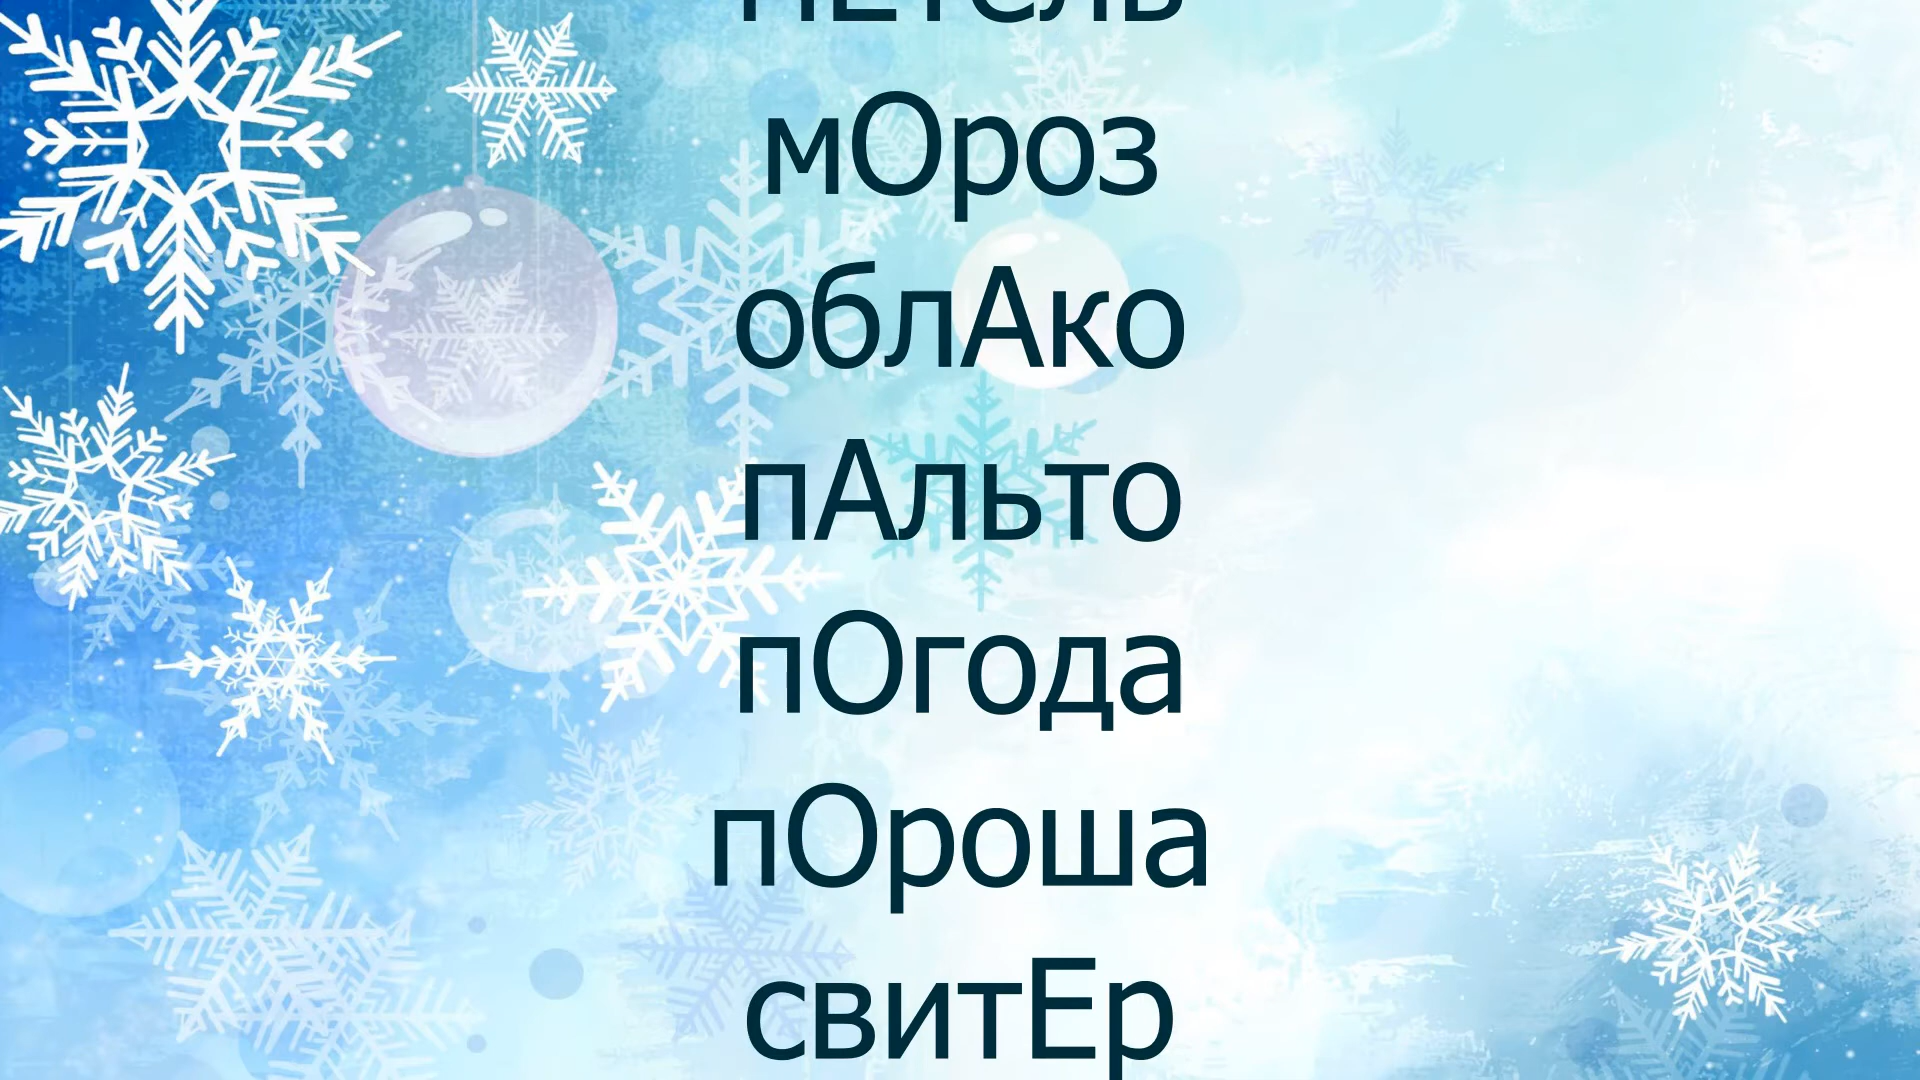 мОроз
облАко
пАльто
пОгода
пОроша
свитЕр